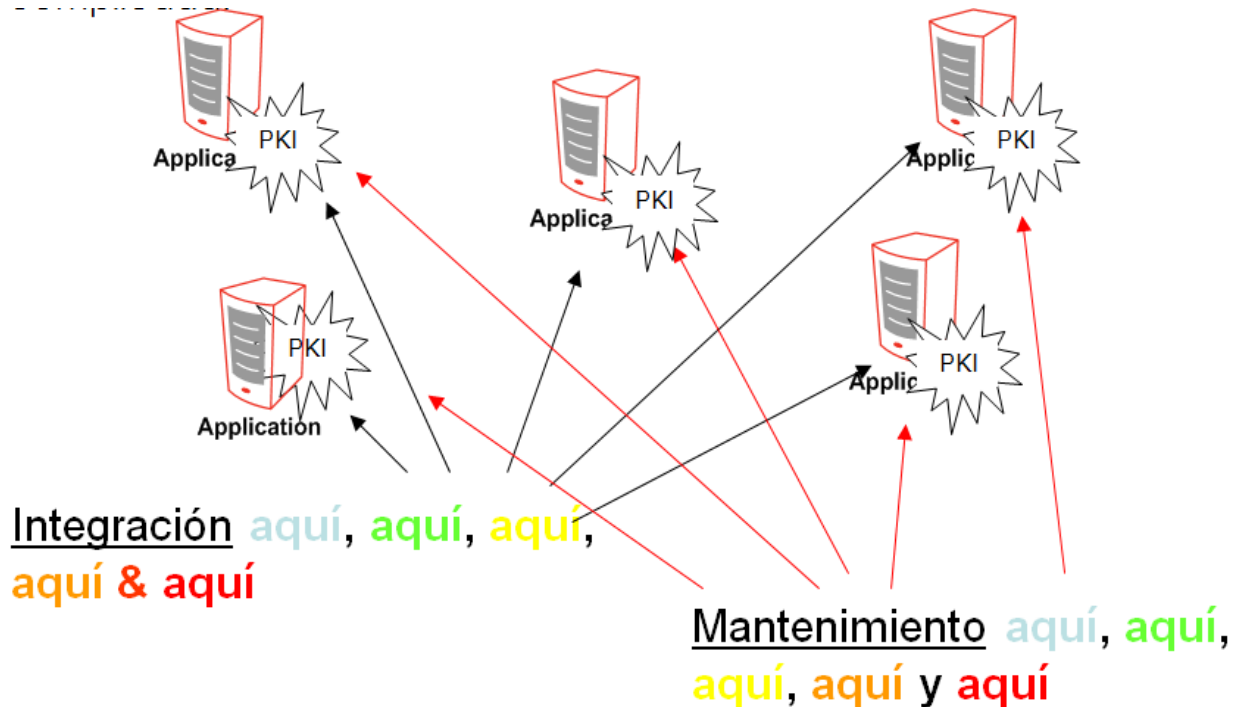 PKI
Applica
PKI
Applica
PKI
Applic
PKI
Application
PKI
Applic
Integración aquí, aquí, aquí,
aquí & aquí
Mantenimiento aquí, aquí,
aquí, aquí y aquí